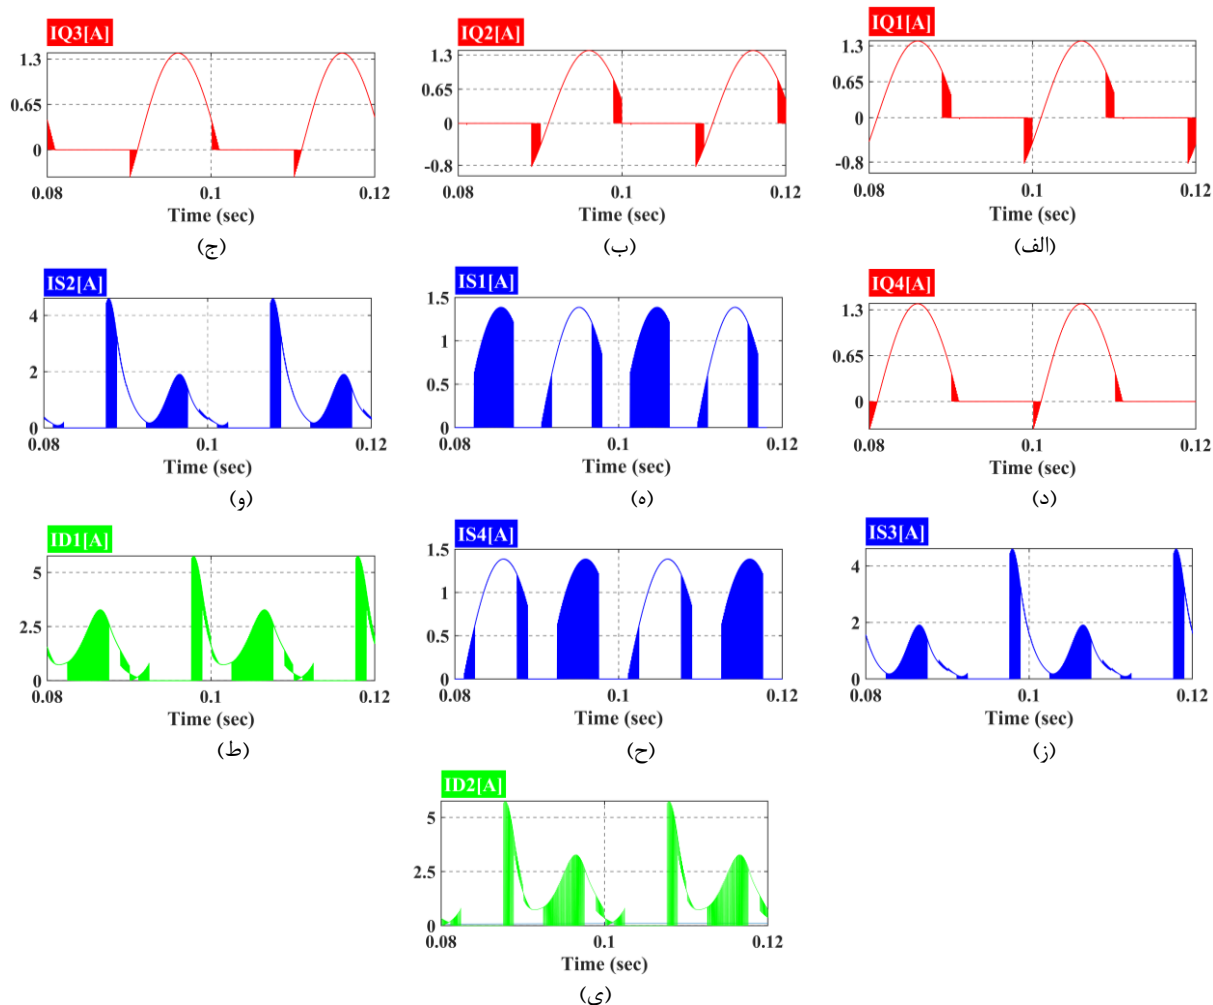 IQ3[A]
1.3
0.65
0
0.08
0.1
0.12
Time (sec)
(ج)
IQ2[A]
1.3
0.65
0
-0.8
0.08
0.1
0.12
Time (sec)
(ب)
IQ1[A]
1.3
0.65
0
-0.8
0.08
0.1
0.12
Time (sec)
(الف)
IS2[A]
4
2
0
0.08
0.1
0.12
Time (sec)
(و)
IS1[A]
1.5
1
0.5
0
0.08
0.1
0.12
Time (sec)
(ه)
IQ4[A]
1.3
0.65
0
0.08
0.1
0.12
Time (sec)
(د)
ID1[A]
5
2.5
0
0.08
0.1
0.12
Time (sec)
(ط)
IS4[A]
1.5
1
0.5
0
0.08
0.1
0.12
Time (sec)
(ح)
IS3[A]
4
2
0
0.08
0.1
0.12
Time (sec)
(ز)
ID2[A]
5
2.5
0
0.08
0.1
0.12
Time (sec)
(ی)